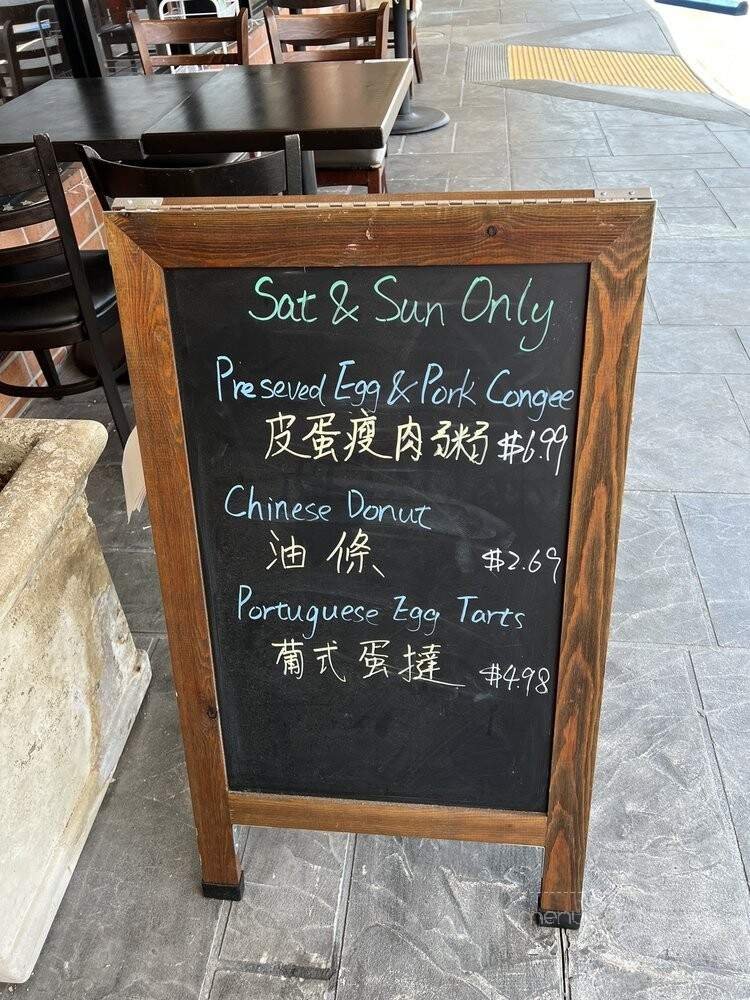 Sat & Sun Only
Preseved Egg & Pork Congee
皮蛋瘦肉粥 $6.99
Chinese Donut
油條 $2.69
Portuguese Egg Tarts
葡式蛋撻 $4.98